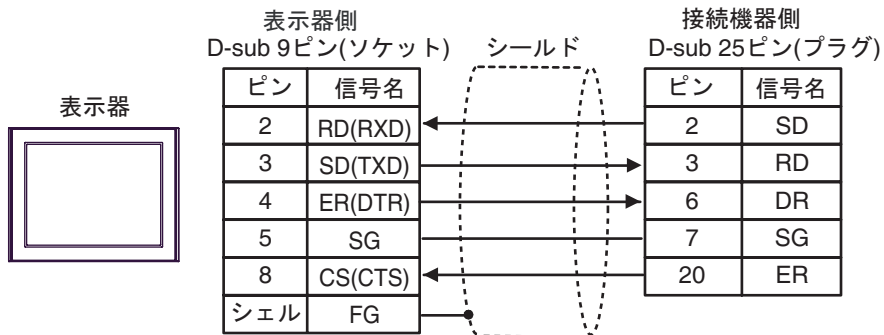 表示器側
D-sub 9ピン(ソケット)
シールド
接続機器側
D-sub 25ピン(プラグ)
表示器
ピン 信号名
2 RD(RXD)
3 SD(TXD)
4 ER(DTR)
5 SG
8 CS(CTS)
シェル FG
ピン 信号名
2 SD
3 RD
6 DR
7 SG
20 ER